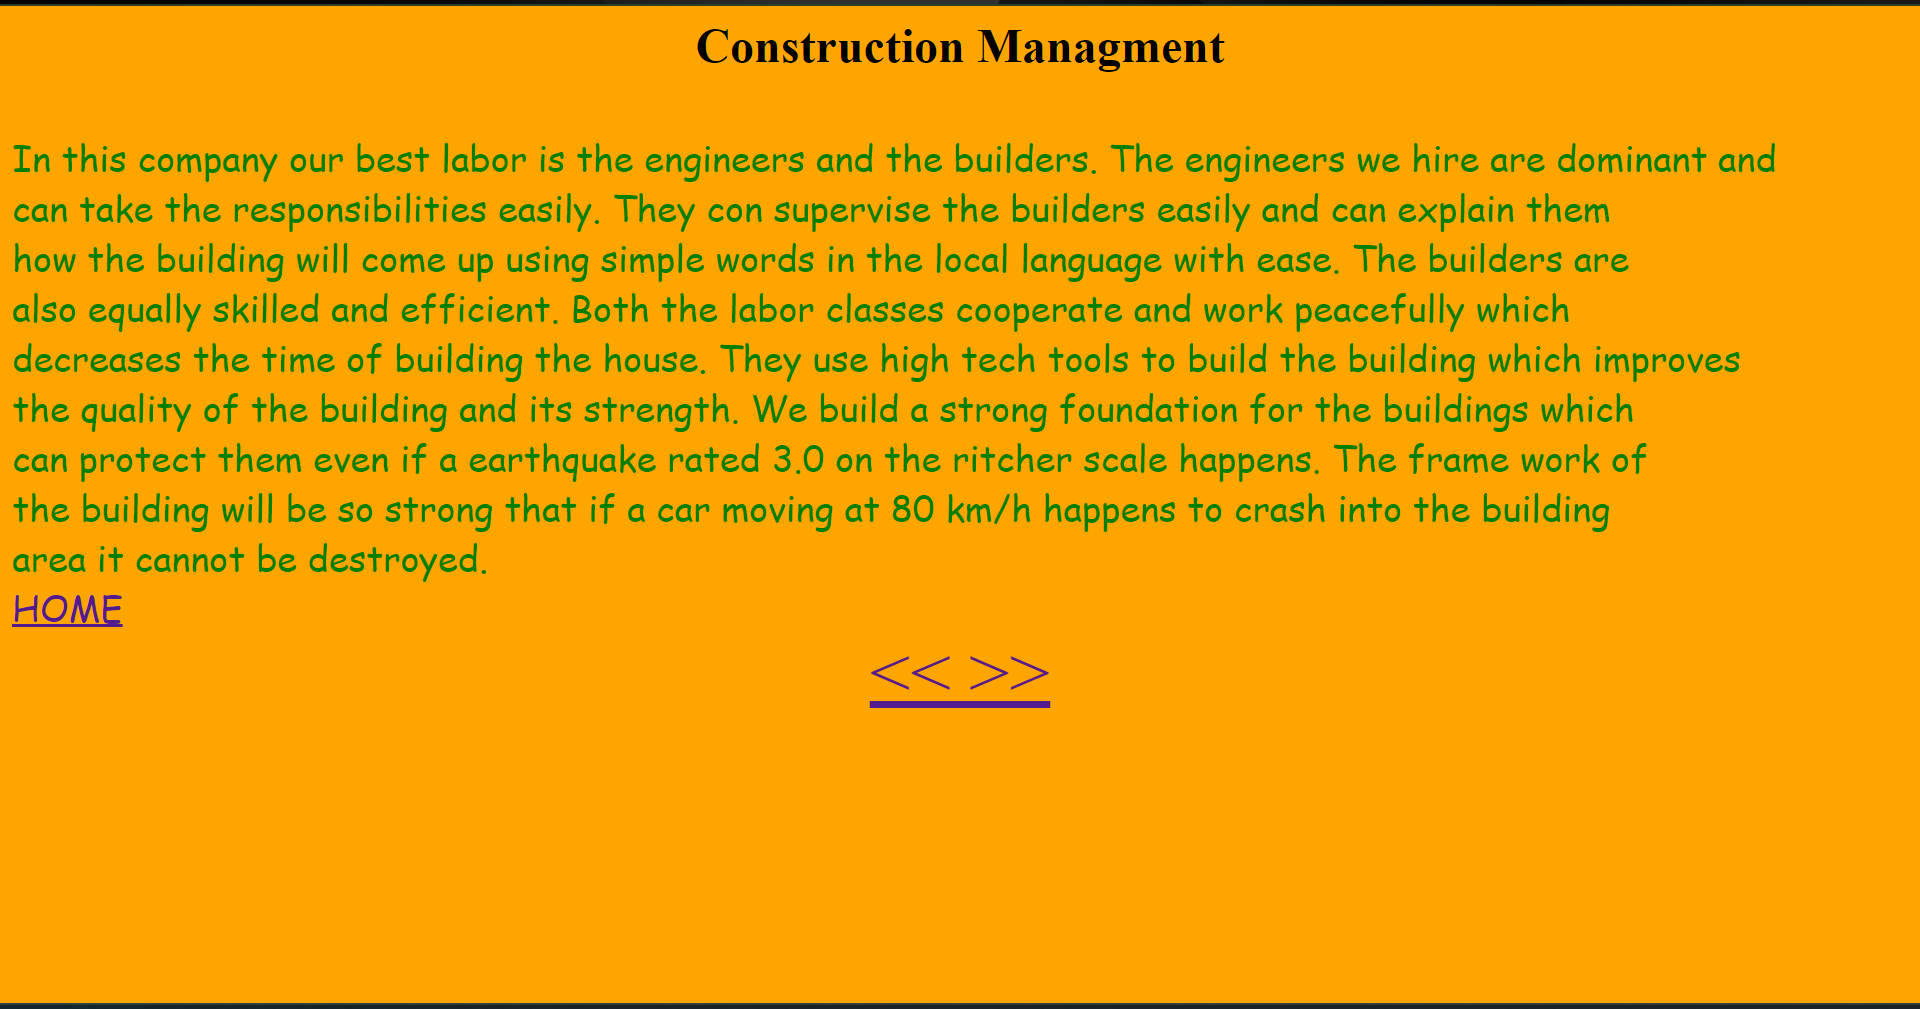 Construction Managment
In this company our best labor is the engineers and the builders. The engineers we hire are dominant and
can take the responsibilities easily. They con supervise the builders easily and can explain them
how the building will come up using simple words in the local language with ease. The builders are
also equally skilled and efficient. Both the labor classes cooperate and work peacefully which
decreases the time of building the house. They use high tech tools to build the building which improves
the quality of the building and its strength. We build a strong foundation for the buildings which
can protect them even if a earthquake rated 3.0 on the ritcher scale happens. The frame work of
the building will be so strong that if a car moving at 80 km/h happens to crash into the building
area it cannot be destroyed.
HOME
<< >>